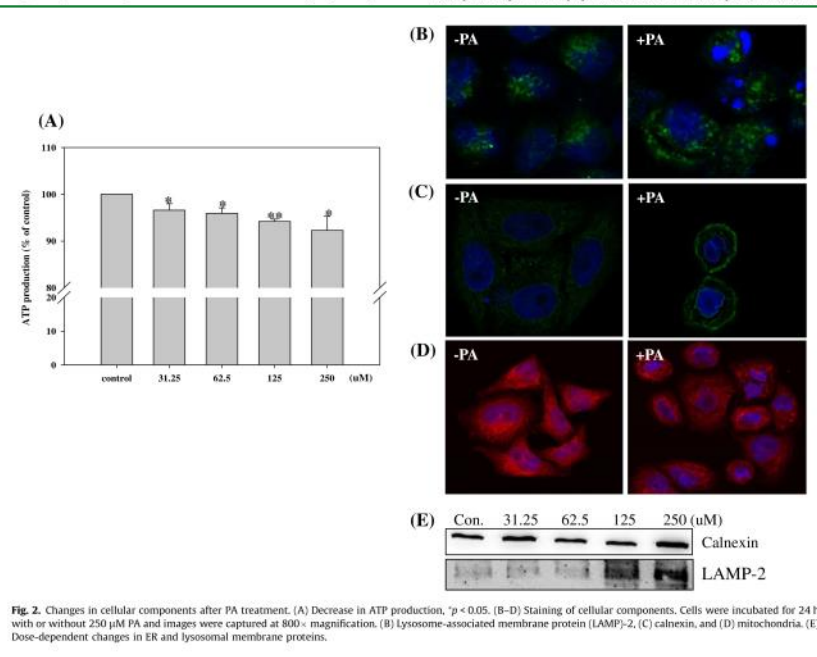 (A)
110
100
90
80
20
10
0
ATP production (% of control)
* * ** *
control 31.25 62.5 125 250 (uM)
(B)
-PA +PA
(C)
-PA +PA
(D)
-PA +PA
(E)
Con. 31.25 62.5 125 250 (uM)
Calnexin
LAMP-2
Fig. 2. Changes in cellular components after PA treatment. (A) Decrease in ATP production, *p < 0.05. (B–D) Staining of cellular components. Cells were incubated for 24 h
with or without 250 μM PA and images were captured at 800× magnification. (B) Lysosome-associated membrane protein (LAMP)-2, (C) calnexin, and (D) mitochondria. (E)
Dose-dependent changes in ER and lysosomal membrane proteins.